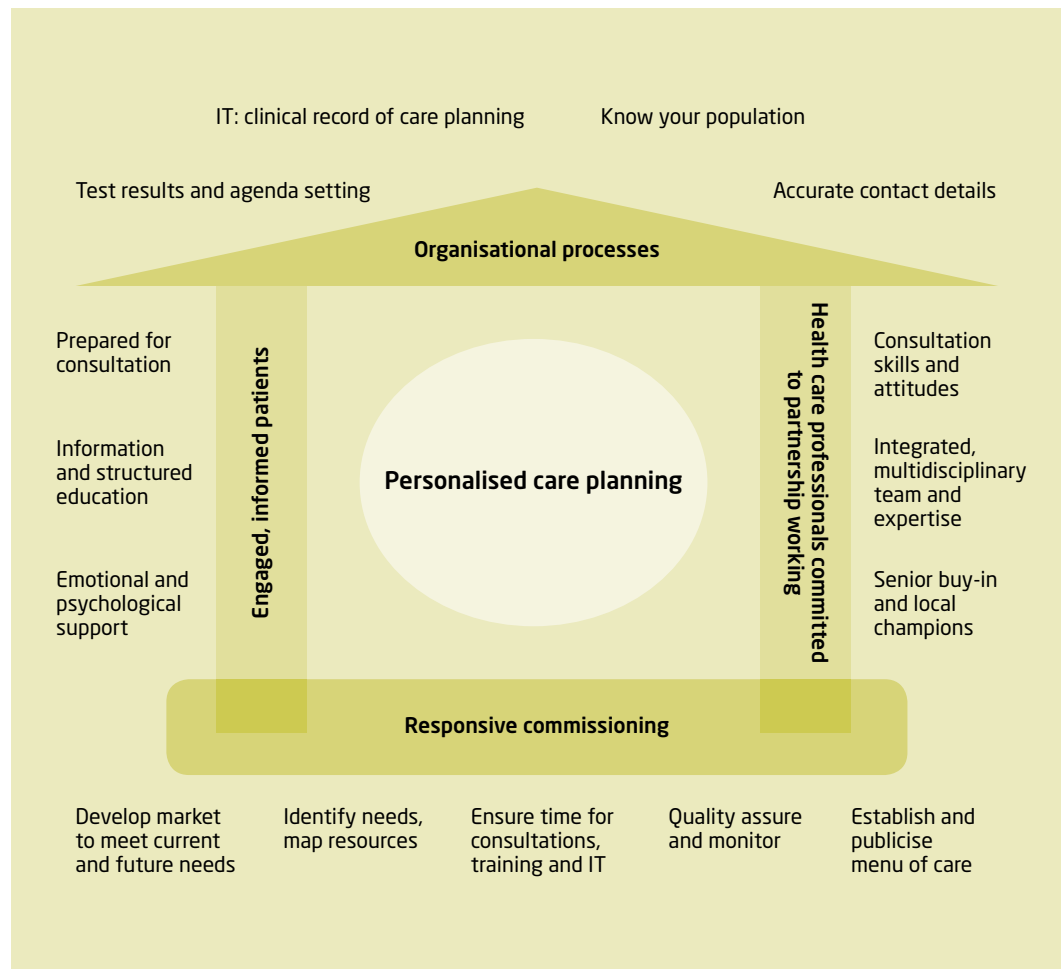 IT: clinical record of care planning
Know your population
Test results and agenda setting
Accurate contact details
Organisational processes
Prepared for
consultation
Information
and structured
education
Emotional and
psychological
support
Engaged, informed patients
Personalised care planning
Health care professionals committed
to partnership working
Consultation
skills and
attitudes
Integrated,
multidisciplinary
team and
expertise
Senior buy-in
and local
champions
Responsive commissioning
Develop market
to meet current
and future needs
Identify needs,
map resources
Ensure time for
consultations,
training and IT
Quality assure
and monitor
Establish and
publicise
menu of care